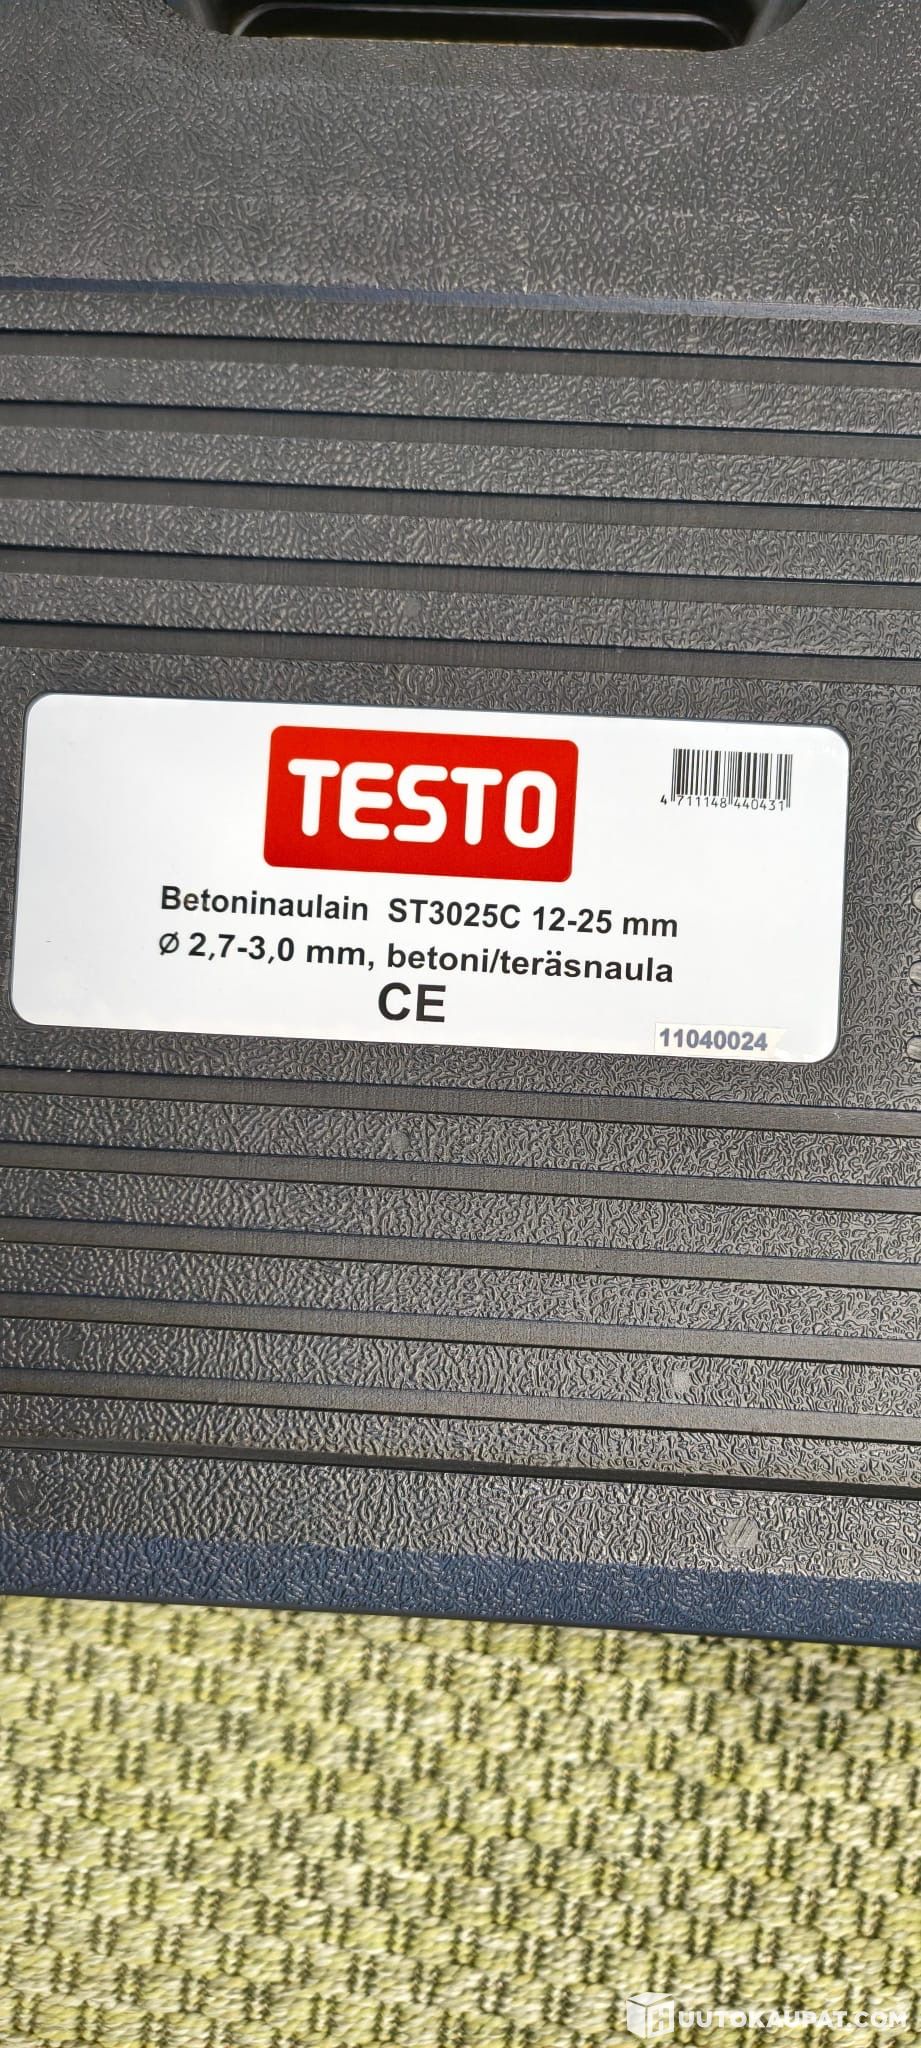 TESTO
4 711148 440431
Betoninaulain ST3025C 12-25 mm
Ø 2,7-3,0 mm, betoni/teräsnaula
CE
11040024
HUUTOKAUPAT.COM